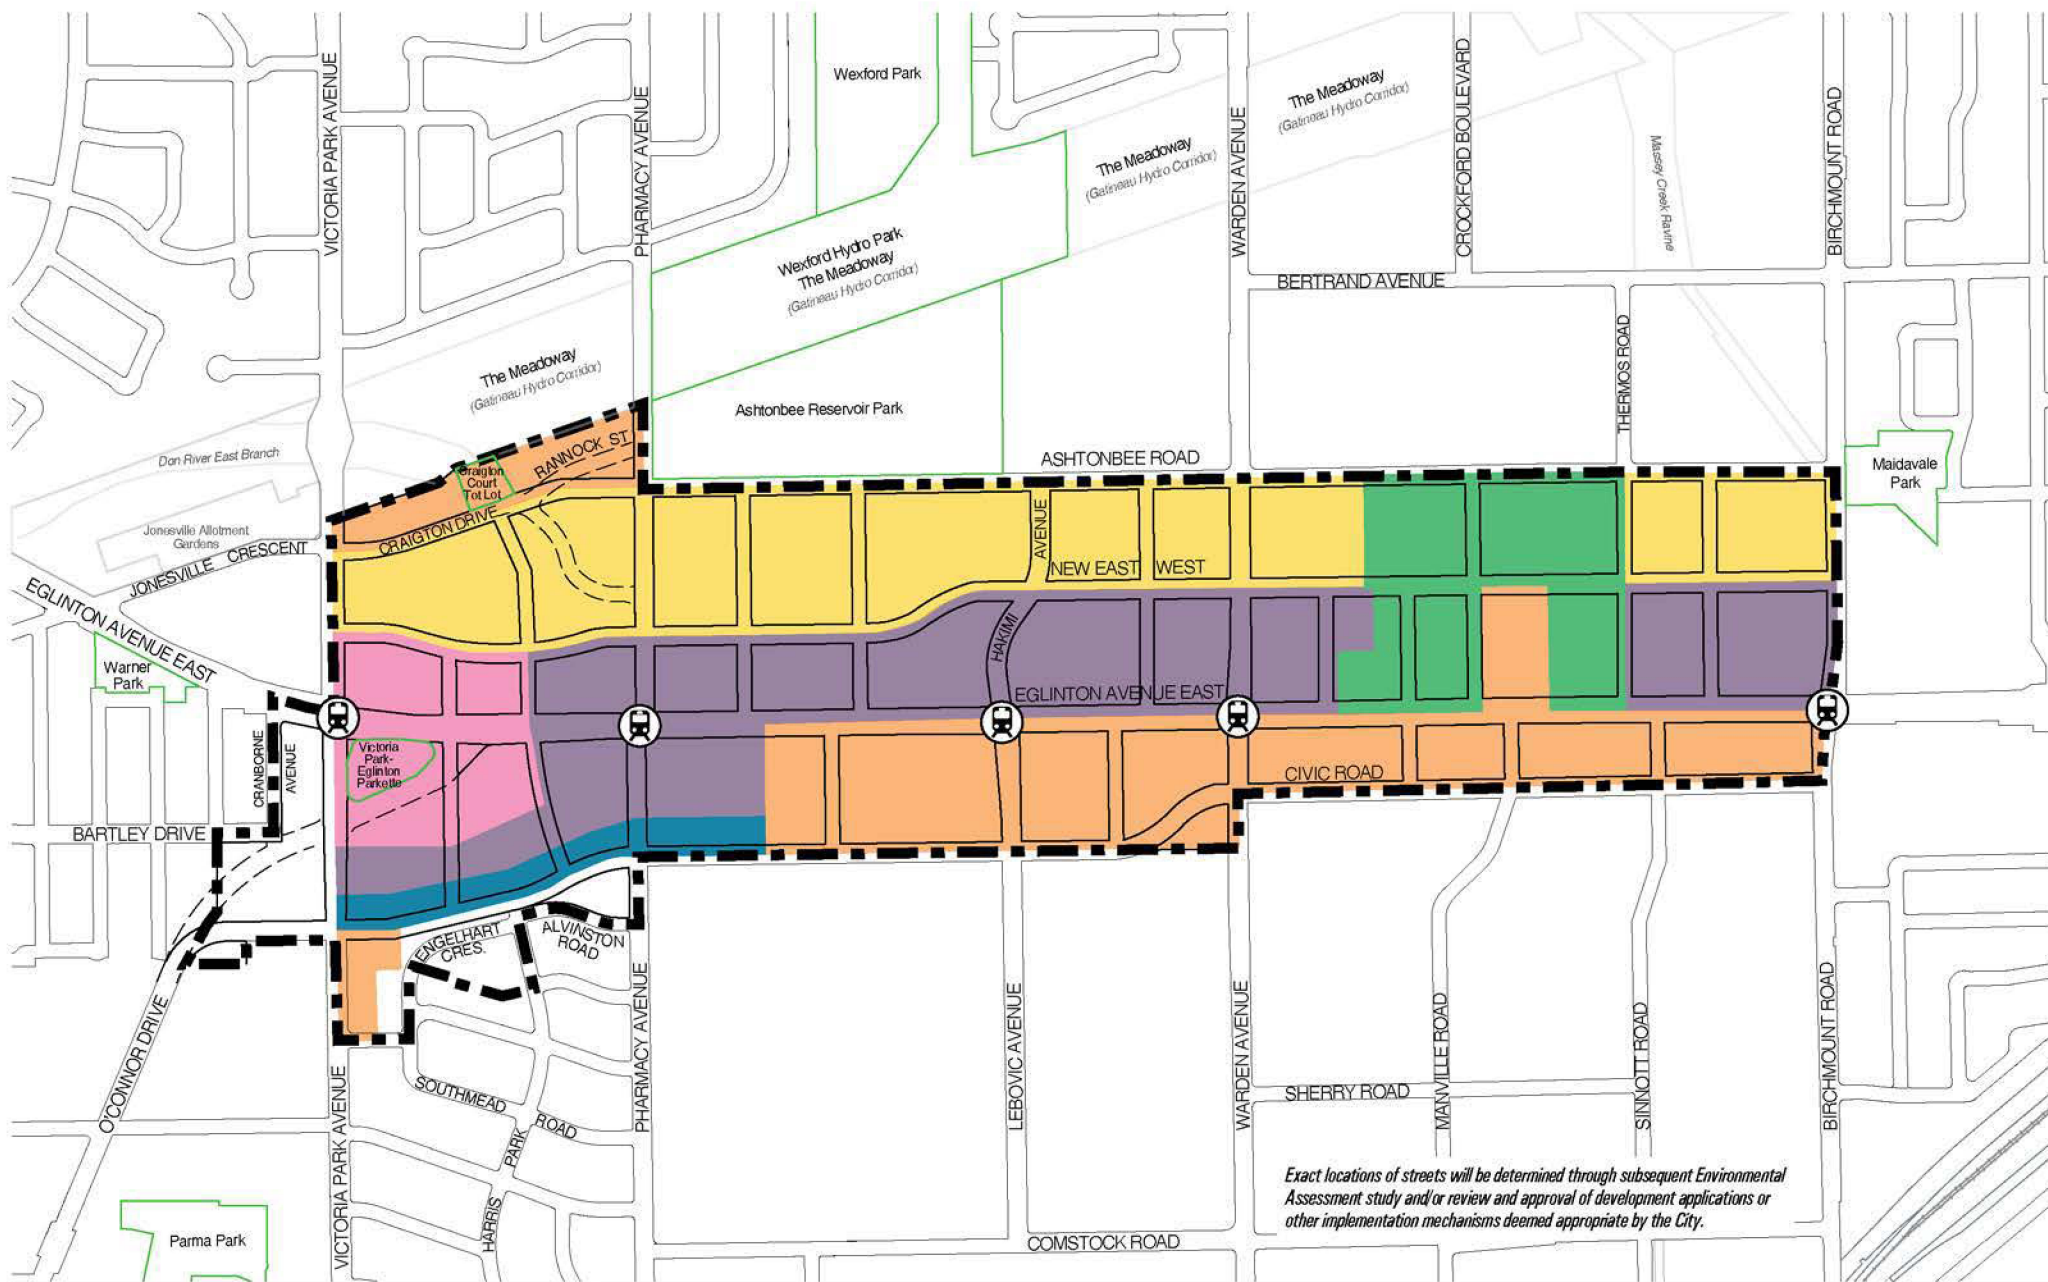 Wexford Park
The Meadoway
(Gatineau Hydro Corridor)
The Meadoway
(Gatineau Hydro Corridor)
VICTORIA PARK AVENUE
PHARMACY AVENUE
WARDEN AVENUE
CROCKFORD BOULEVARD
Massey Creek Ravine
BIRCHMOUNT ROAD
Wexford Hydro Park
The Meadoway
(Gatineau Hydro Corridor)
BERTRAND AVENUE
THERMOS ROAD
The Meadoway
(Gatineau Hydro Corridor)
Ashtonbee Reservoir Park
Don River East Branch
RANNOCK ST.
ASHTONBEE ROAD
Craigton
Court
Tot Lot
Maidavale
Park
Jonesville Allotment
Gardens
CRAIGTON DRIVE
JONESVILLE CRESCENT
AVENUE
NEW EAST WEST
EGLINTON AVENUE EAST
HAKIMI
Warner
Park
EGLINTON AVENUE EAST
CRANBORNE
AVENUE
Victoria
Park-
Eglinton
Parkette
CIVIC ROAD
BARTLEY DRIVE
ENGELHART
CRES.
ALVINSTON
ROAD
O'CONNOR DRIVE
VICTORIA PARK AVENUE
PHARMACY AVENUE
LEBOVIC AVENUE
WARDEN AVENUE
MANVILLE ROAD
SINNOTT ROAD
BIRCHMOUNT ROAD
SOUTHMEAD
ROAD
SHERRY ROAD
HARRIS
PARK
Exact locations of streets will be determined through subsequent Environmental
Assessment study and/or review and approval of development applications or
other implementation mechanisms deemed appropriate by the City.
Parma Park
COMSTOCK ROAD